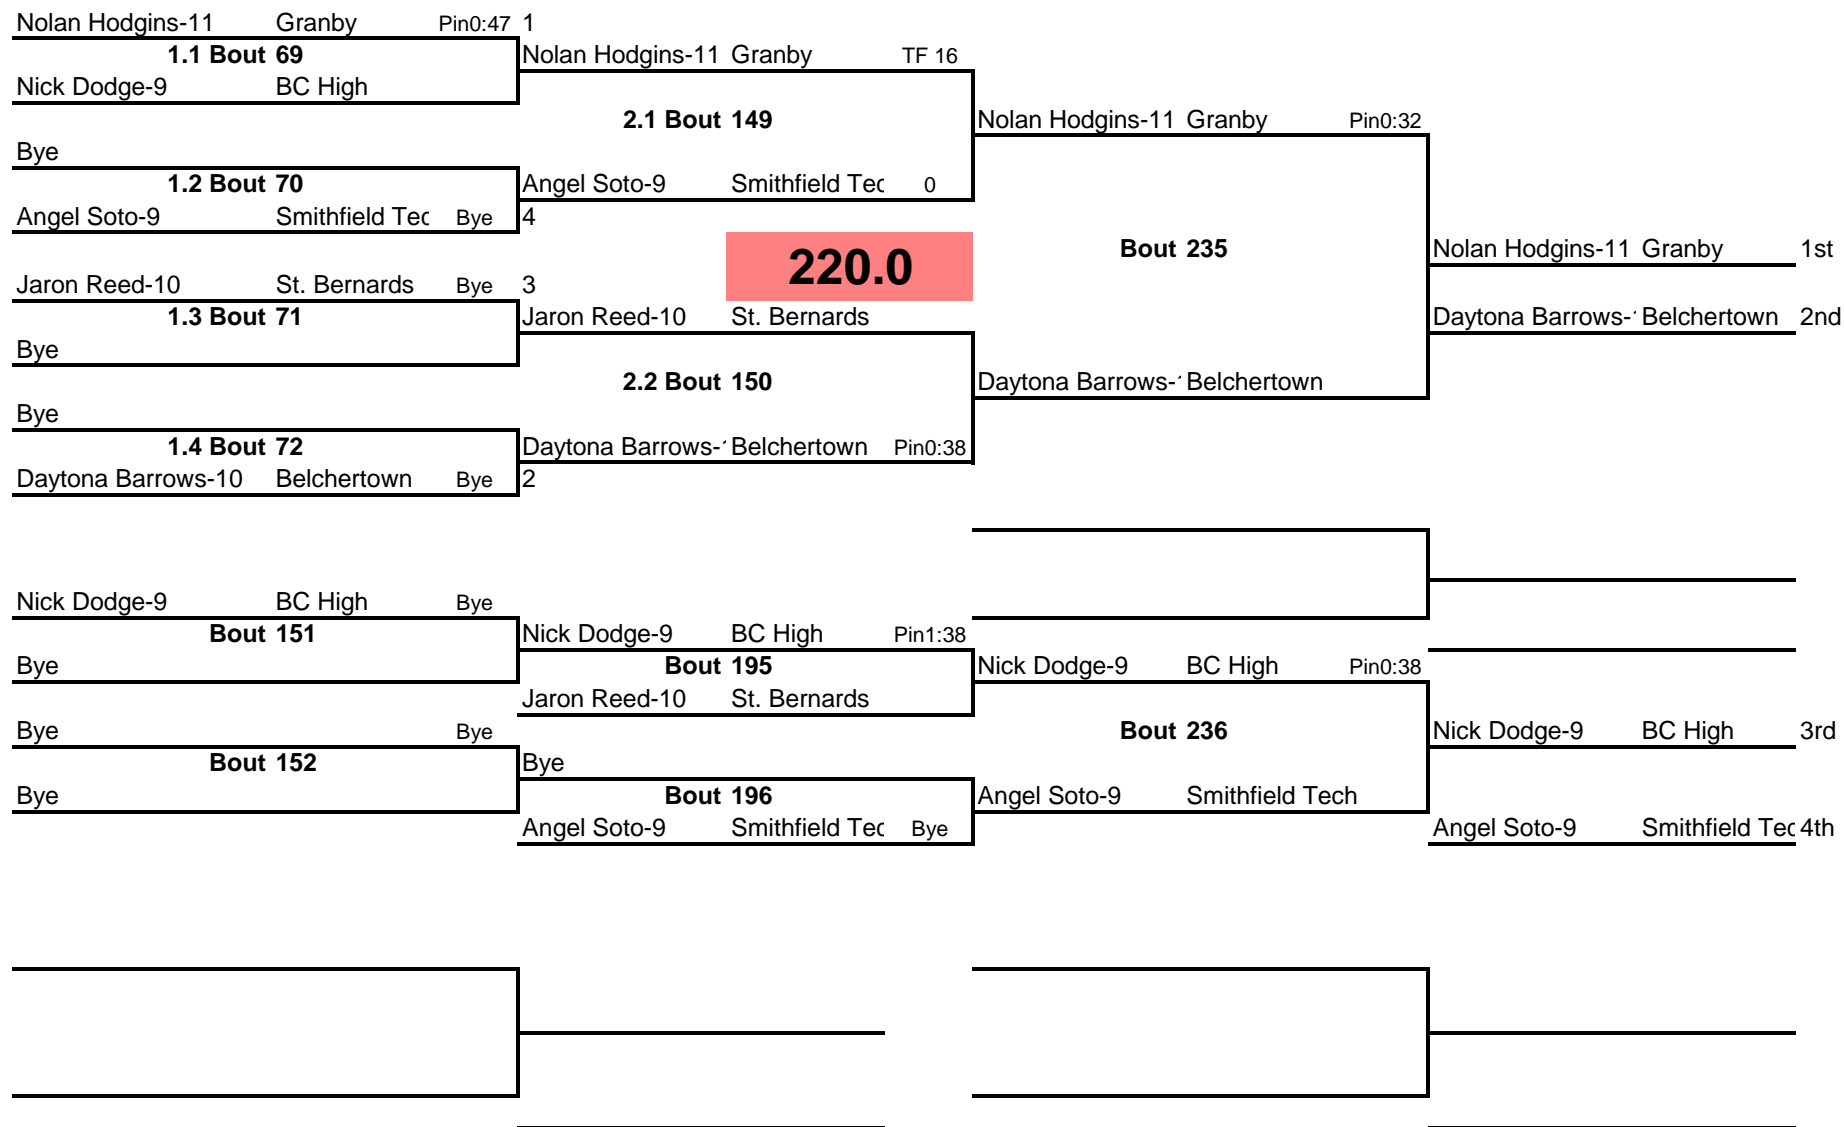 Nolan Hodgins-11 Granby Pin0:47 1
1.1 Bout 69 Nolan Hodgins-11 Granby TF 16
Nick Dodge-9 BC High
2.1 Bout 149 Nolan Hodgins-11 Granby Pin0:32
Bye
1.2 Bout 70 Angel Soto-9 Smithfield Tec 0
Angel Soto-9 Smithfield Tec Bye 4
220.0 Bout 235 Nolan Hodgins-11 Granby 1st
Jaron Reed-10 St. Bernards Bye 3
1.3 Bout 71 Jaron Reed-10 St. Bernards Daytona Barrows- Belchertown 2nd
Bye
2.2 Bout 150 Daytona Barrows- Belchertown
Bye
1.4 Bout 72 Daytona Barrows- Belchertown Pin0:38
Daytona Barrows-10 Belchertown Bye 2
Nick Dodge-9 BC High Bye
Bout 151 Nick Dodge-9 BC High Pin1:38
Bye Bout 195 Nick Dodge-9 BC High Pin0:38
Jaron Reed-10 St. Bernards
Bye Bye Bout 236 Nick Dodge-9 BC High 3rd
Bout 152 Bye
Bye Bout 196 Angel Soto-9 Smithfield Tech
Angel Soto-9 Smithfield Tec Bye Angel Soto-9 Smithfield Tec 4th